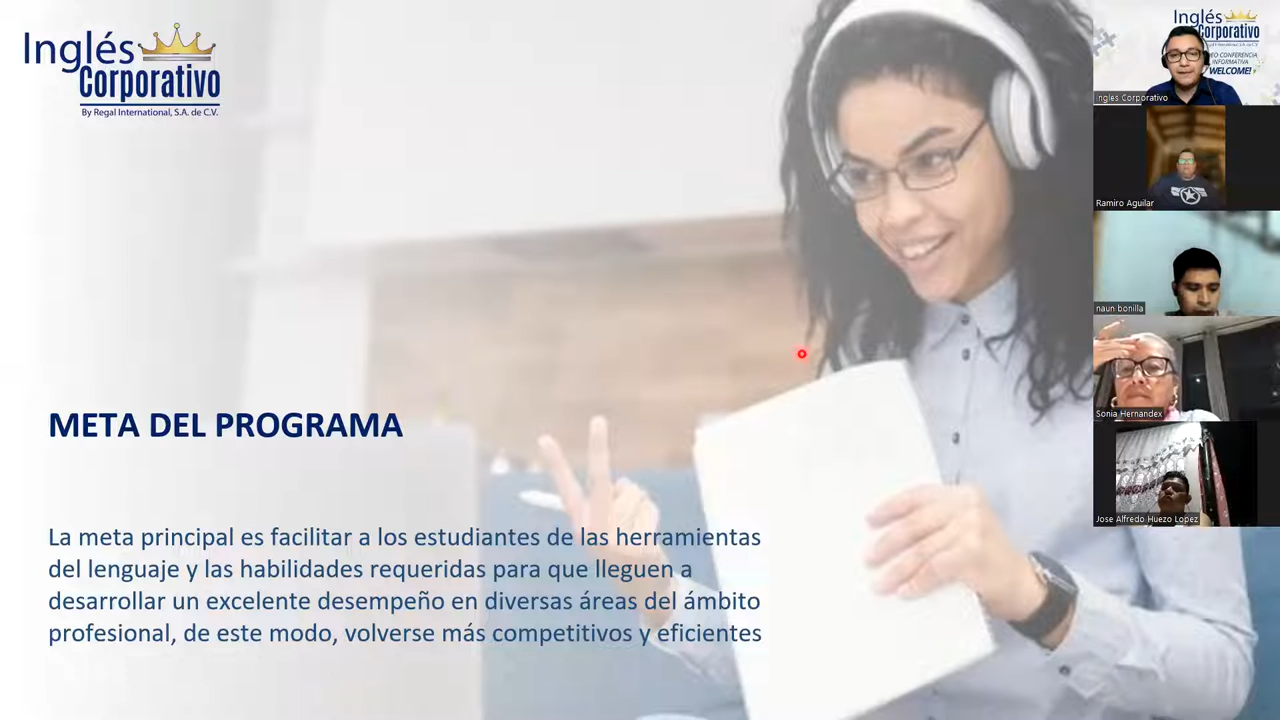 Inglés
Corporativo
By Regal International, S.A. de C.V.
META DEL PROGRAMA
La meta principal es facilitar a los estudiantes de las herramientas
del lenguaje y las habilidades requeridas para que lleguen a
desarrollar un excelente desempeño en diversas áreas del ámbito
profesional, de este modo, volverse más competitivos y eficientes
Inglés
Corporativo
CONFERENCIA
INFORMATIVA
WELCOME!
Ingles Corporativo
Ramiro Aguilar
naun bonilla
Sonia Hernandex
Jose Alfredo Huezo Lopez